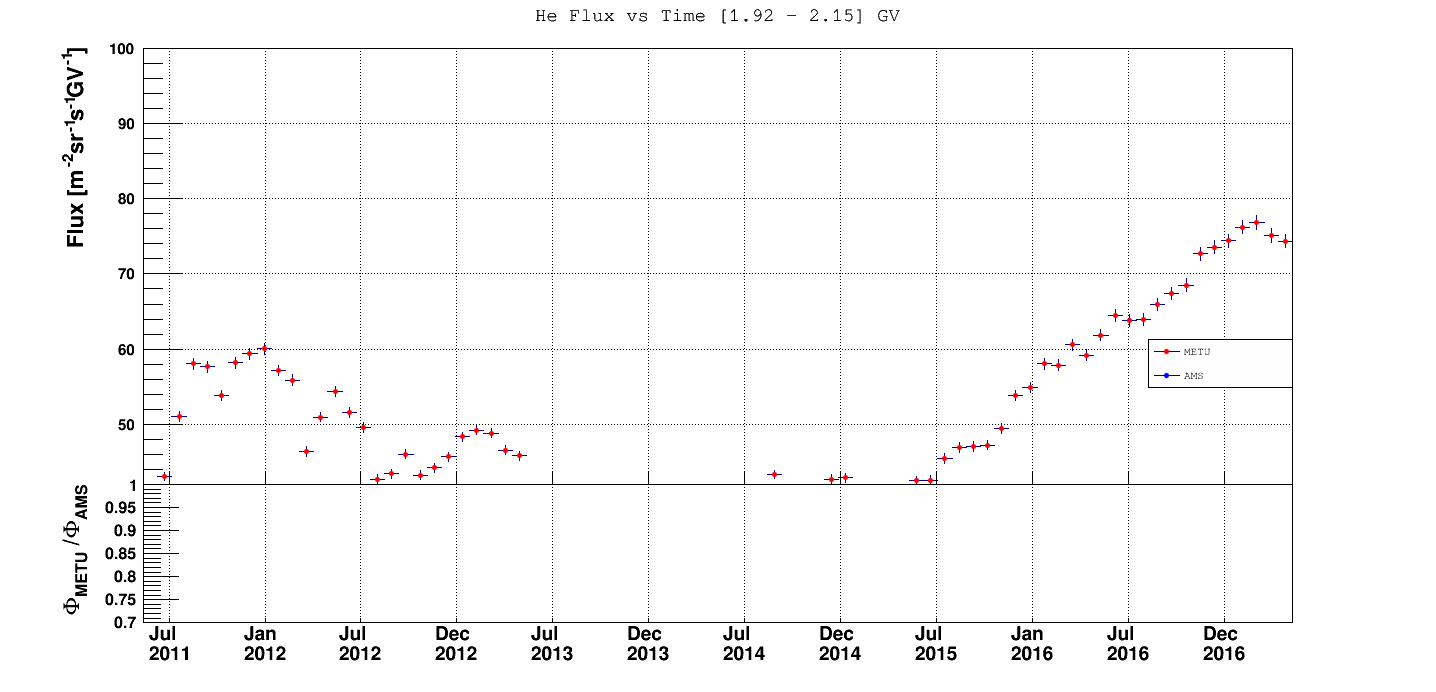 He Flux vs Time [1.92 - 2.15] GV
Flux [m⁻²sr⁻¹s⁻¹GV⁻¹]
100
90
80
70
60
50
METU
AMS
Φ_METU / Φ_AMS
1
0.95
0.9
0.85
0.8
0.75
0.7
Jul Jan Jul Dec Jul Dec Jul Dec Jul Jan Jul Dec
2011 2012 2012 2012 2013 2013 2014 2014 2015 2016 2016 2016